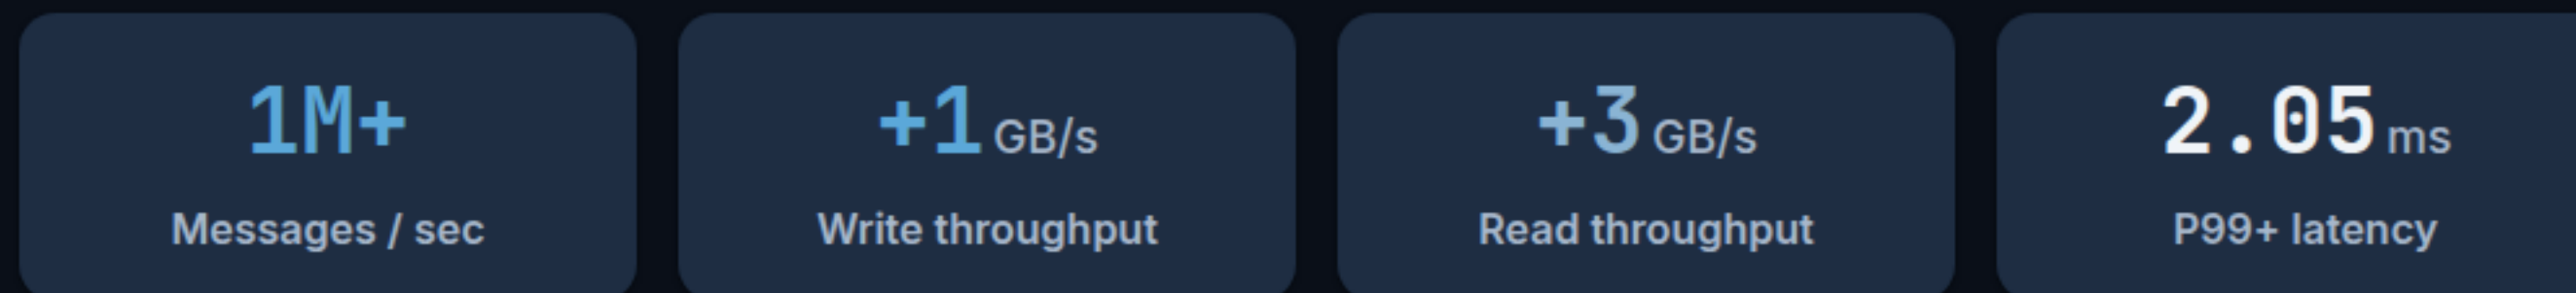 1M+
Messages / sec
+1 GB/s
Write throughput
+3 GB/s
Read throughput
2.05 ms
P99+ latency